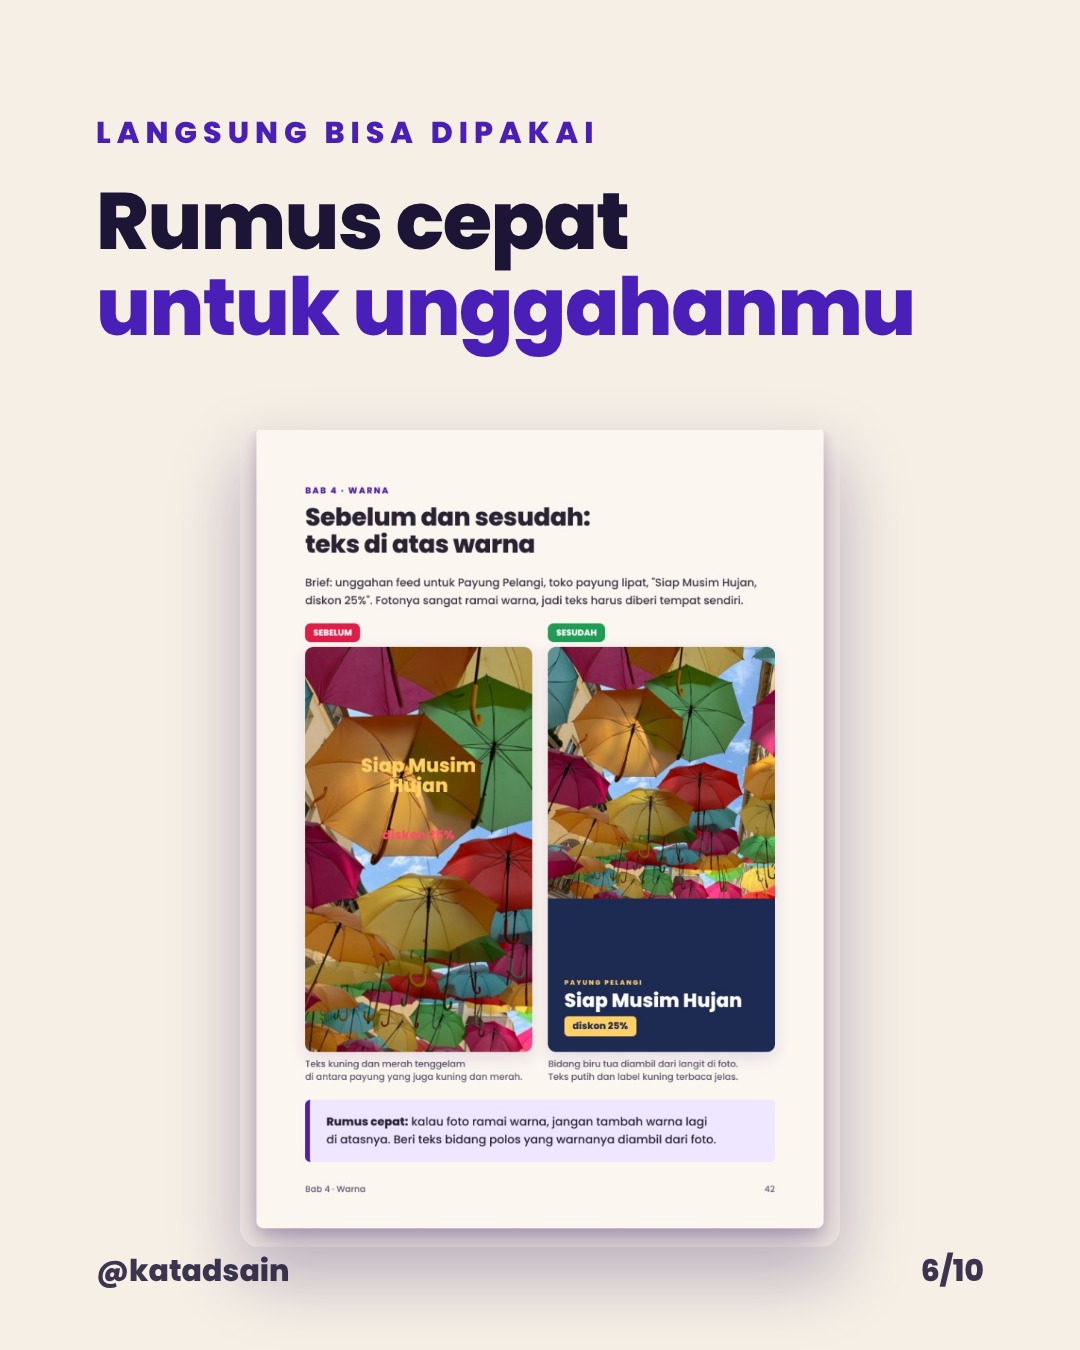 LANGSUNG BISA DIPAKAI
Rumus cepat
untuk unggahanmu
BAB 4 · WARNA
Sebelum dan sesudah:
teks di atas warna
Brief: unggahan feed untuk Payung Pelangi, toko payung lipat, "Siap Musim Hujan,
diskon 25%". Fotonya sangat ramai warna, jadi teks harus diberi tempat sendiri.
SEBELUM
Siap Musim
Hujan
diskon 25%
Teks kuning dan merah tenggelam
di antara payung yang juga kuning dan merah.
SESUDAH
PAYUNG PELANGI
Siap Musim Hujan
diskon 25%
Bidang biru tua diambil dari langit di foto.
Teks putih dan label kuning terbaca jelas.
Rumus cepat: kalau foto ramai warna, jangan tambah warna lagi
di atasnya. Beri teks bidang polos yang warnanya diambil dari foto.
Bab 4 · Warna
42
@katadsain
6/10